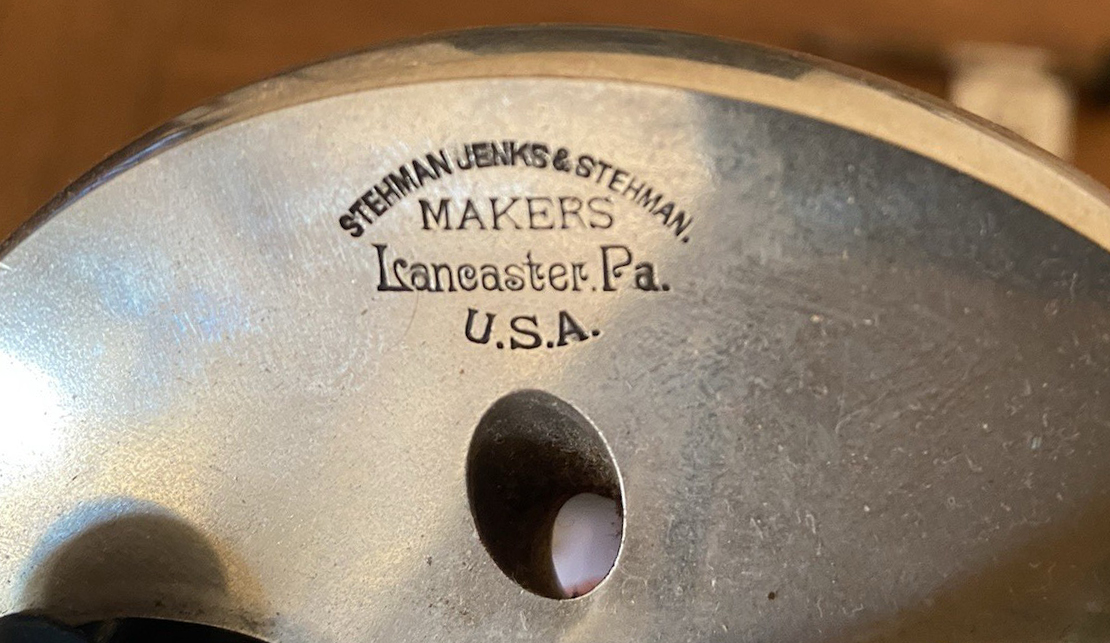 STEHMAN JENKS & STEHMAN.
MAKERS
Lancaster. Pa.
U.S.A.